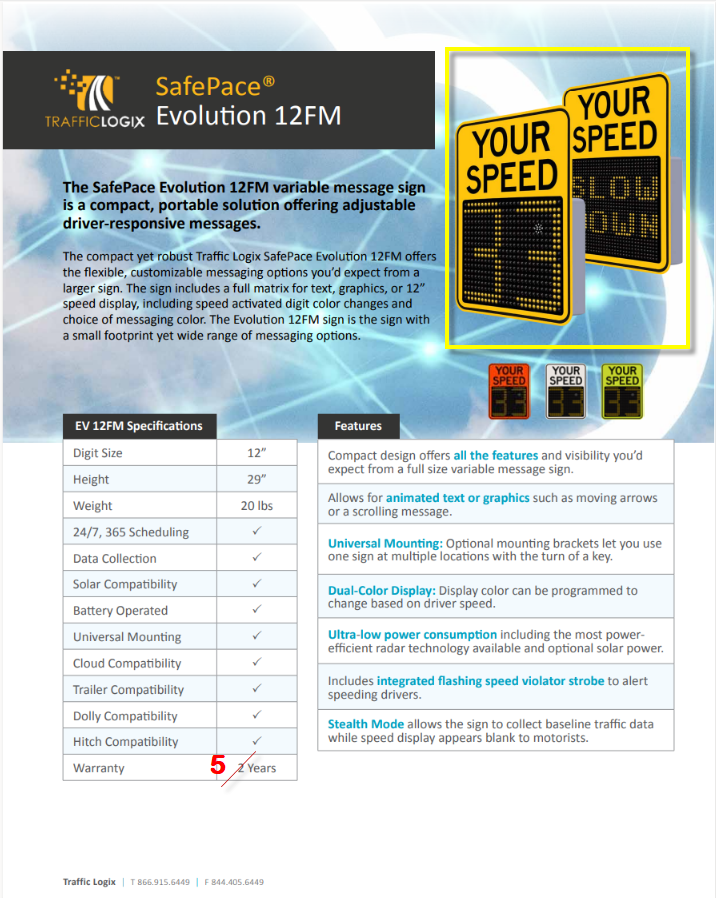 TRAFFICLOGIX™
SafePace®
Evolution 12FM
YOUR
SPEED
YOUR
SPEED
SLOW
DOWN
The SafePace Evolution 12FM variable message sign
is a compact, portable solution offering adjustable
driver-responsive messages.
The compact yet robust Traffic Logix SafePace Evolution 12FM offers
the flexible, customizable messaging options you’d expect from a
larger sign. The sign includes a full matrix for text, graphics, or 12”
speed display, including speed activated digit color changes and
choice of messaging color. The Evolution 12FM sign is the sign with
a small footprint yet wide range of messaging options.
YOUR
SPEED
33
YOUR
SPEED
33
YOUR
SPEED
33
EV 12FM Specifications
Digit Size 12”
Height 29”
Weight 20 lbs
24/7, 365 Scheduling ✓
Data Collection ✓
Solar Compatibility ✓
Battery Operated ✓
Universal Mounting ✓
Cloud Compatibility ✓
Trailer Compatibility ✓
Dolly Compatibility ✓
Hitch Compatibility ✓
Warranty 5 2 Years
Features
Compact design offers all the features and visibility you’d
expect from a full size variable message sign.
Allows for animated text or graphics such as moving arrows
or a scrolling message.
Universal Mounting: Optional mounting brackets let you use
one sign at multiple locations with the turn of a key.
Dual-Color Display: Display color can be programmed to
change based on driver speed.
Ultra-low power consumption including the most power-
efficient radar technology available and optional solar power.
Includes integrated flashing speed violator strobe to alert
speeding drivers.
Stealth Mode allows the sign to collect baseline traffic data
while speed display appears blank to motorists.
Traffic Logix | T 866.915.6449 | F 844.405.6449